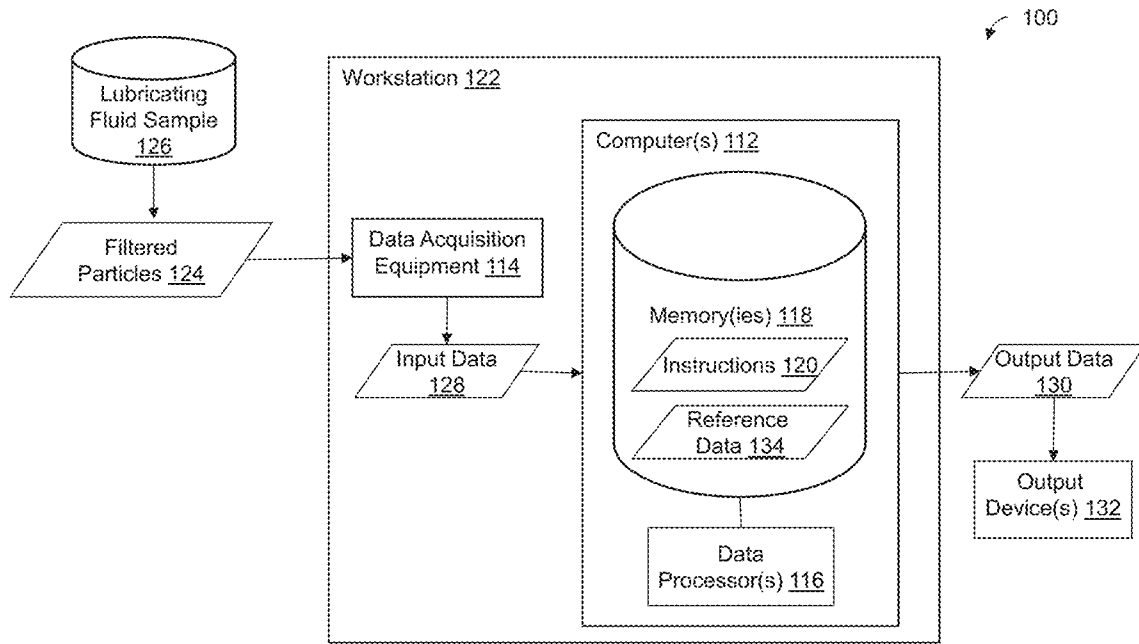 100
Lubricating
Fluid Sample
126
Filtered
Particles 124
Workstation 122
Data Acquisition
Equipment 114
Input Data
128
Computer(s) 112
Memory(ies) 118
Instructions 120
Reference
Data 134
Data
Processor(s) 116
Output Data
130
Output
Device(s) 132